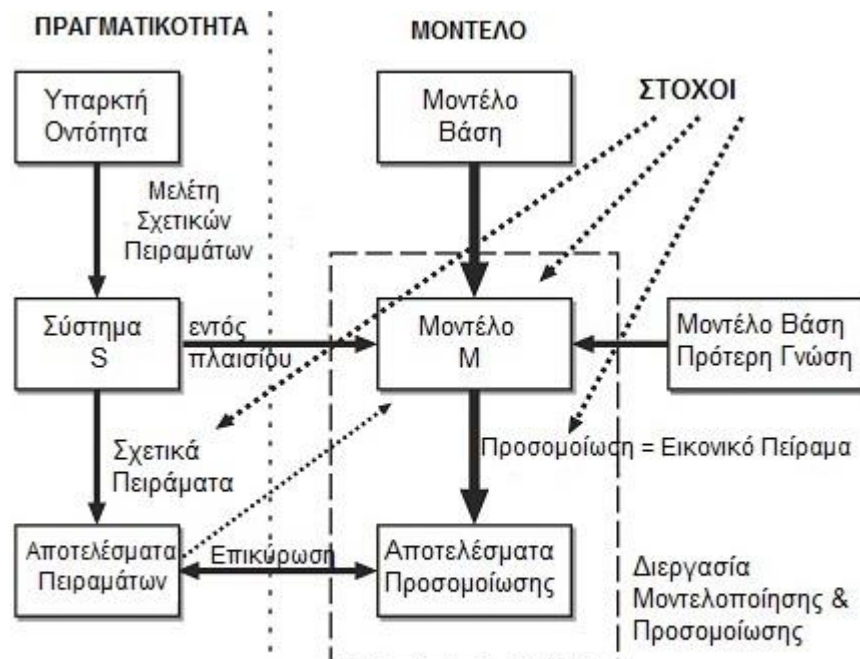 ΠΡΑΓΜΑΤΙΚΟΤΗΤΑ
ΜΟΝΤΕΛΟ
Υπαρκτή
Οντότητα
Μοντέλο
Βάση
ΣΤΟΧΟΙ
Μελέτη
Σχετικών
Πειραμάτων
Σύστημα
S
εντός
πλαισίου
Μοντέλο
M
Μοντέλο Βάση
Πρότερη Γνώση
Σχετικά
Πειράματα
Προσομοίωση = Εικονικό Πείραμα
Αποτελέσματα
Πειραμάτων
Επικύρωση
Αποτελέσματα
Προσομοίωσης
Διεργασία
Μοντελοποίησης &
Προσομοίωσης